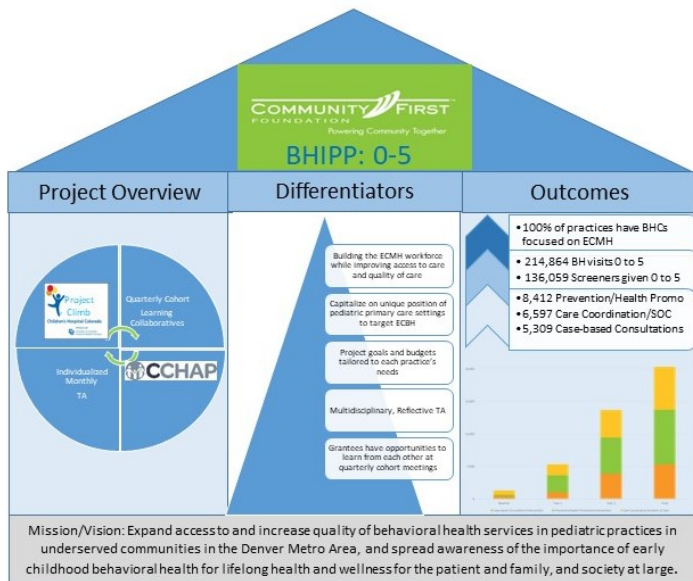 COMMUNITY FIRST
FOUNDATION
Powering Community Together
BHIPP: 0-5
Project Overview
Differentiators
Outcomes
Project
Climb
Children's Hospital Colorado
Quarterly Cohort
Learning
Collaboratives
Individualized
Monthly
TA
CCHAP
Building the ECMH workforce
while improving access to care
and quality of care
Capitalize on unique position of
pediatric primary care settings
to target ECBH
Project goals and budgets
tailored to each practice's
needs
Multidisciplinary, Reflective TA
Grantees have opportunities to
learn from each other at
quarterly cohort meetings
•100% of practices have BHCs
focused on ECMH
•214,864 BH visits 0 to 5
•136,059 Screeners given 0 to 5
•8,412 Prevention/Health Promo
•6,597 Care Coordination/SOC
•5,309 Case-based Consultations
Mission/Vision: Expand access to and increase quality of behavioral health services in pediatric practices in
underserved communities in the Denver Metro Area, and spread awareness of the importance of early
childhood behavioral health for lifelong health and wellness for the patient and family, and society at large.